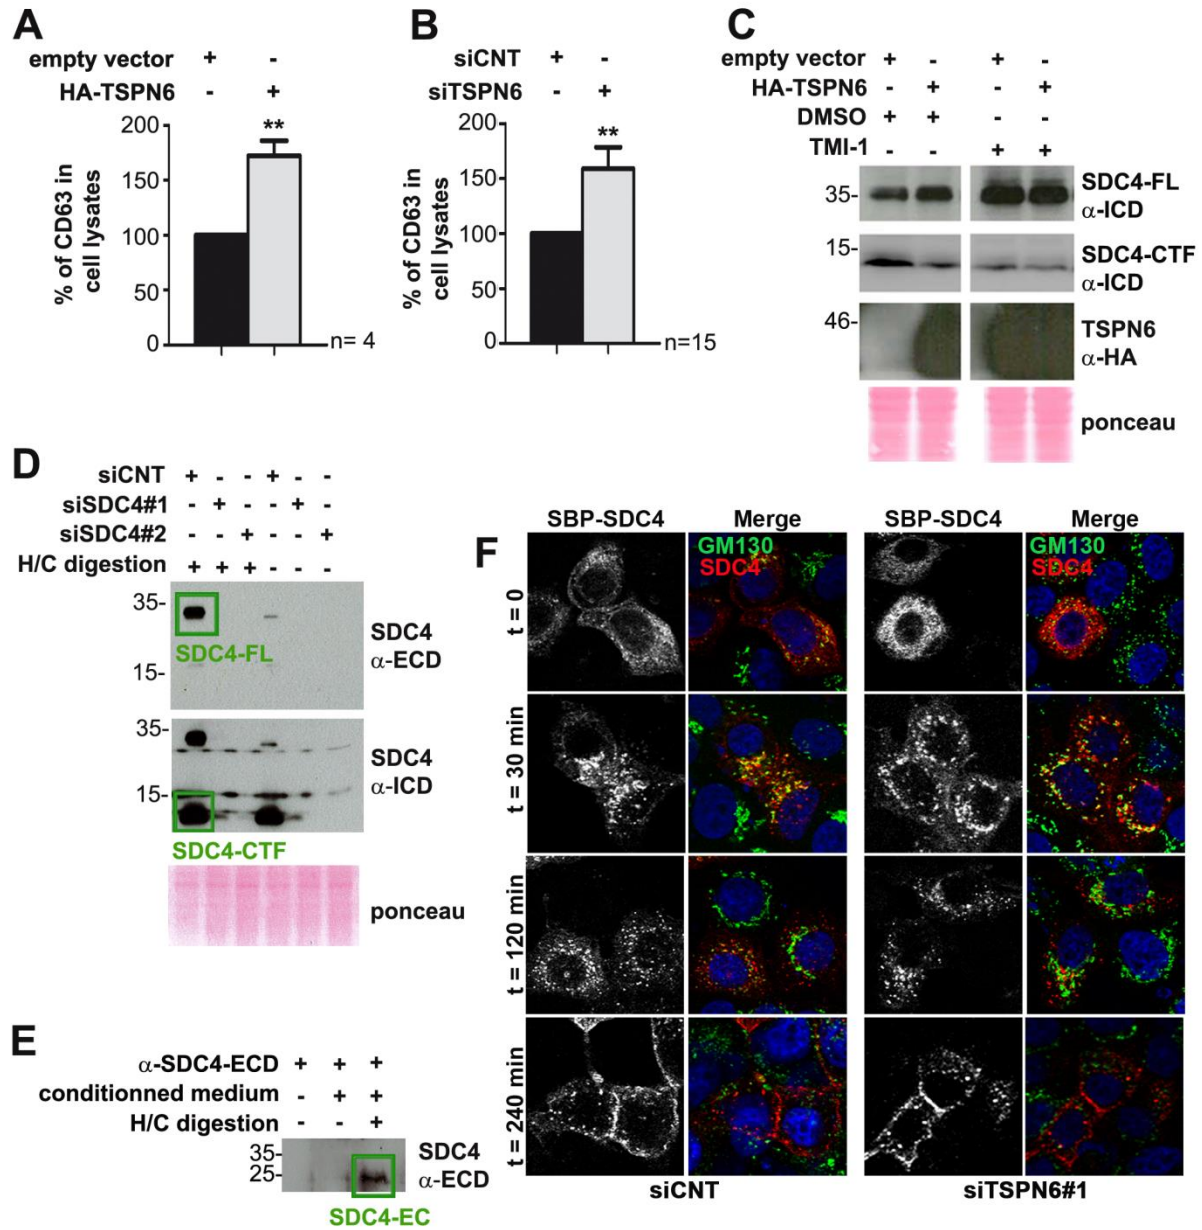 A
empty vector + -
HA-TSPN6 - +
**
200
150
100
50
0
% of CD63 in
cell lysates
n= 4
B
siCNT + -
siTSPN6 - +
**
200
150
100
50
0
% of CD63 in
cell lysates
n=15
C
empty vector + - + -
HA-TSPN6 - + - +
DMSO + + - -
TMI-1 - - + +
35- SDC4-FL
α-ICD
15- SDC4-CTF
α-ICD
46- TSPN6
α-HA
ponceau
D
siCNT + - - + - -
siSDC4#1 - + - - + -
siSDC4#2 - - + - - +
H/C digestion + + + - - -
35-
SDC4
α-ECD
SDC4-FL
15-
35-
SDC4
α-ICD
15-
SDC4-CTF
ponceau
E
α-SDC4-ECD + + +
conditionned medium - + +
H/C digestion - - +
35- SDC4
25- α-ECD
SDC4-EC
F
SBP-SDC4 Merge SBP-SDC4 Merge
GM130 GM130
SDC4 SDC4
t = 0
t = 30 min
t = 120 min
t = 240 min
siCNT siTSPN6#1